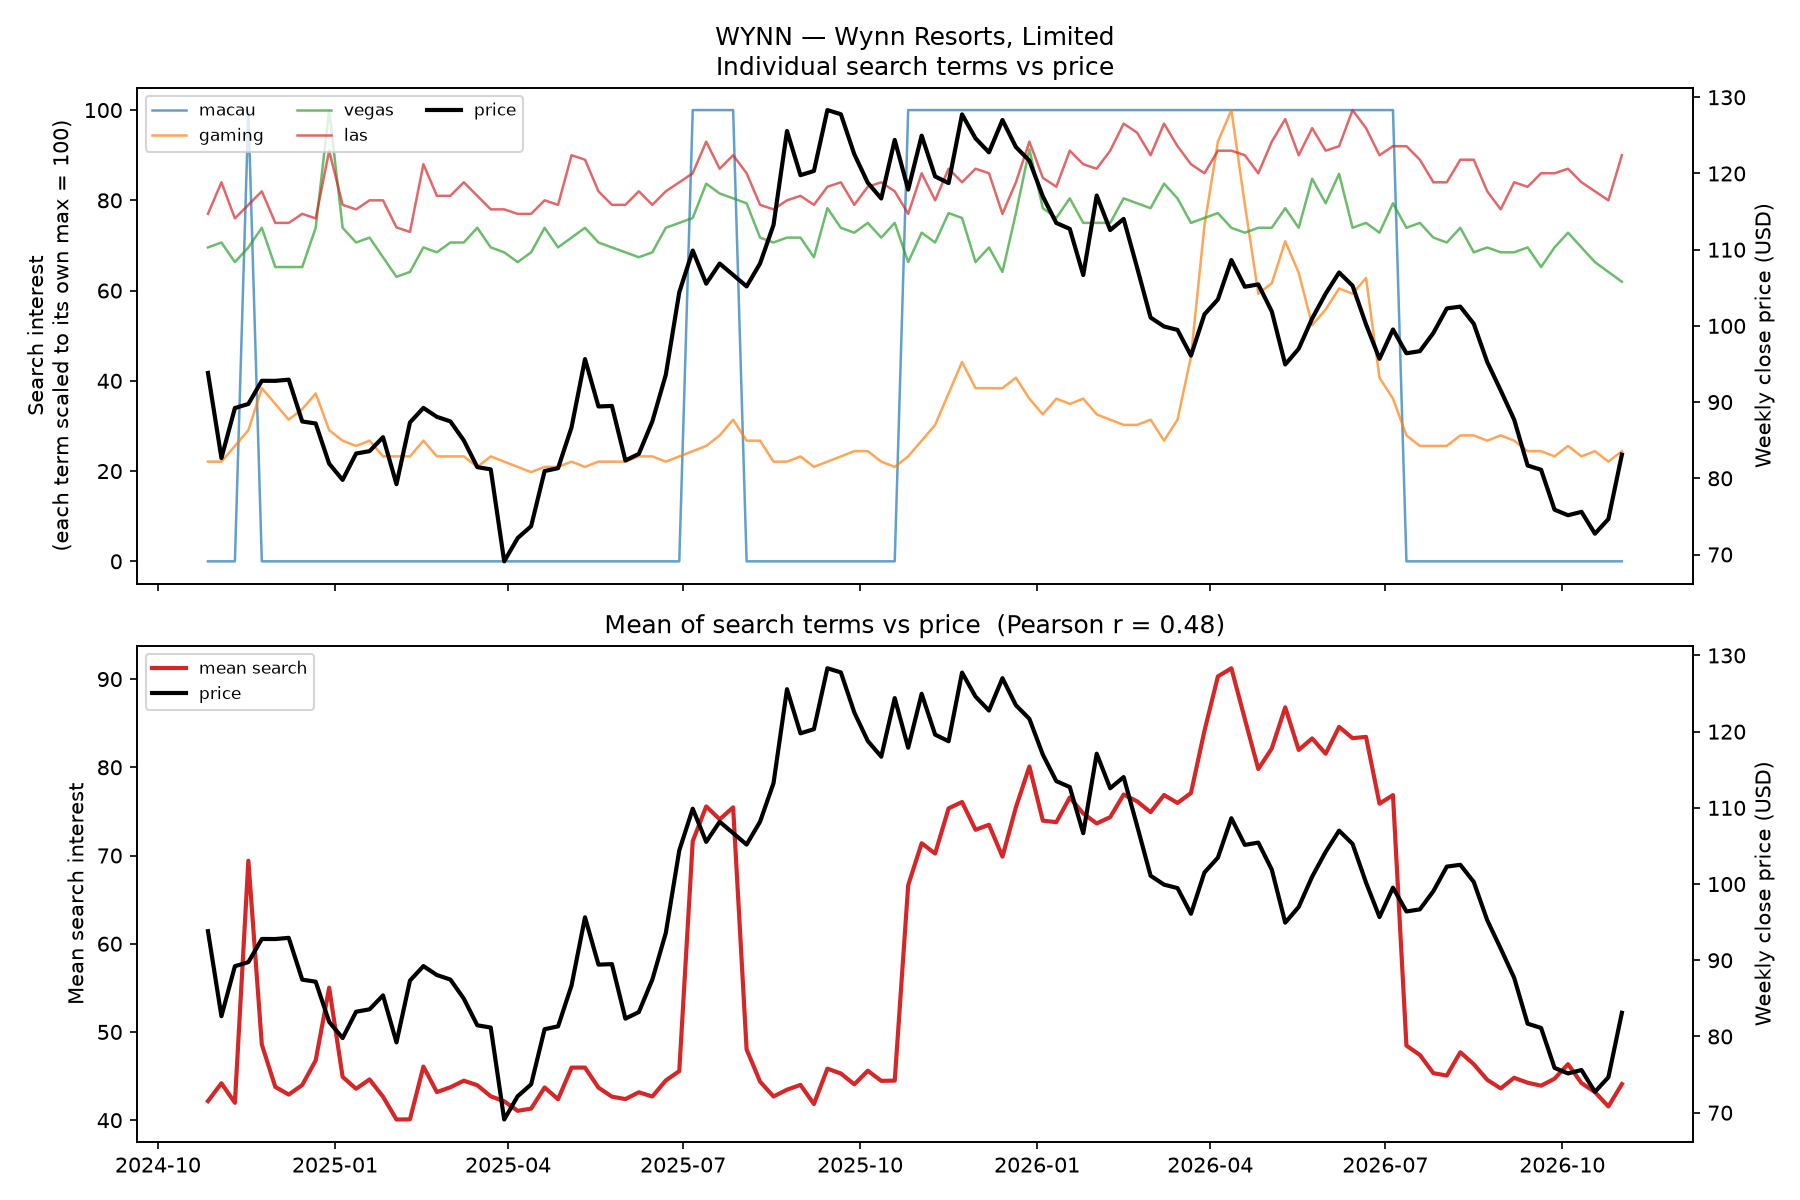 WYNN — Wynn Resorts, Limited
Individual search terms vs price
macau
gaming
vegas
las
price
Search interest
(each term scaled to its own max = 100)
100
80
60
40
20
0
130
120
110
100
90
80
70
Weekly close price (USD)
Mean of search terms vs price  (Pearson r = 0.48)
mean search
price
Mean search interest
90
80
70
60
50
40
130
120
110
100
90
80
70
Weekly close price (USD)
2024-10
2025-01
2025-04
2025-07
2025-10
2026-01
2026-04
2026-07
2026-10